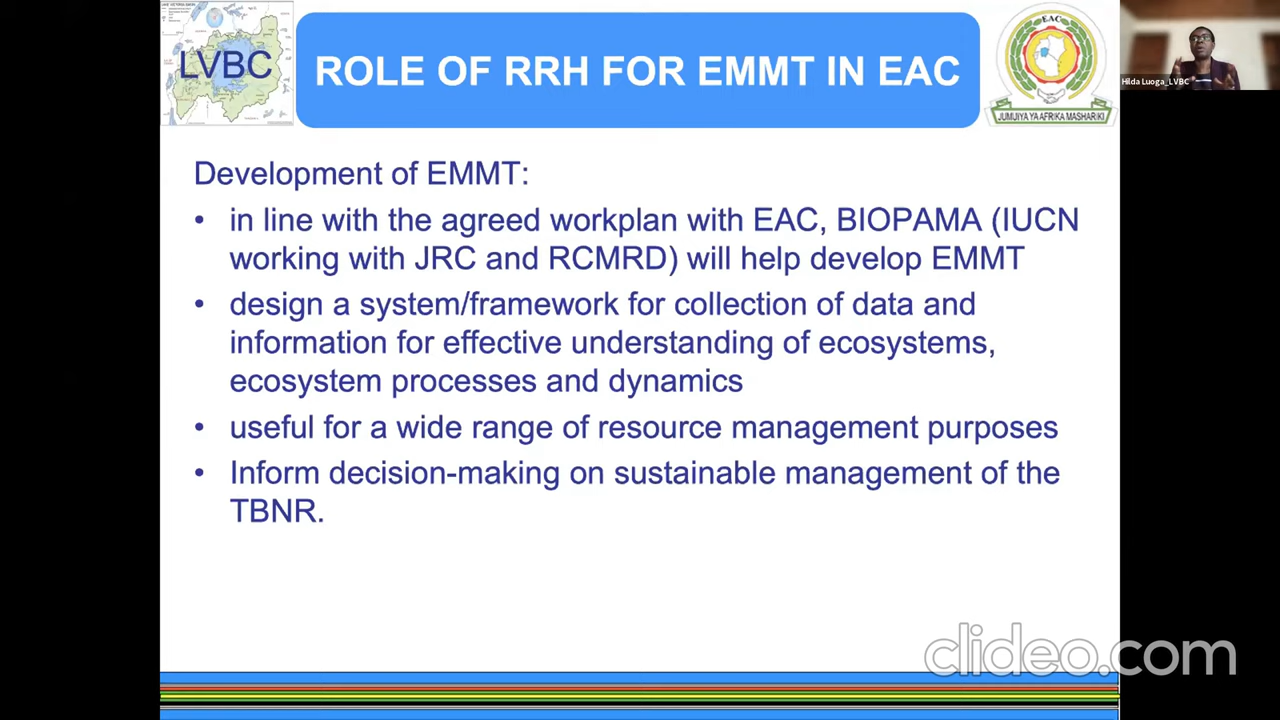 LVBC
ROLE OF RRH FOR EMMT IN EAC
EAC
JUMUIYA YA AFRIKA MASHARIKI
Hilda Luoga_LVBC
Development of EMMT:
• in line with the agreed workplan with EAC, BIOPAMA (IUCN
working with JRC and RCMRD) will help develop EMMT
• design a system/framework for collection of data and
information for effective understanding of ecosystems,
ecosystem processes and dynamics
• useful for a wide range of resource management purposes
• Inform decision-making on sustainable management of the
TBNR.
clideo.com